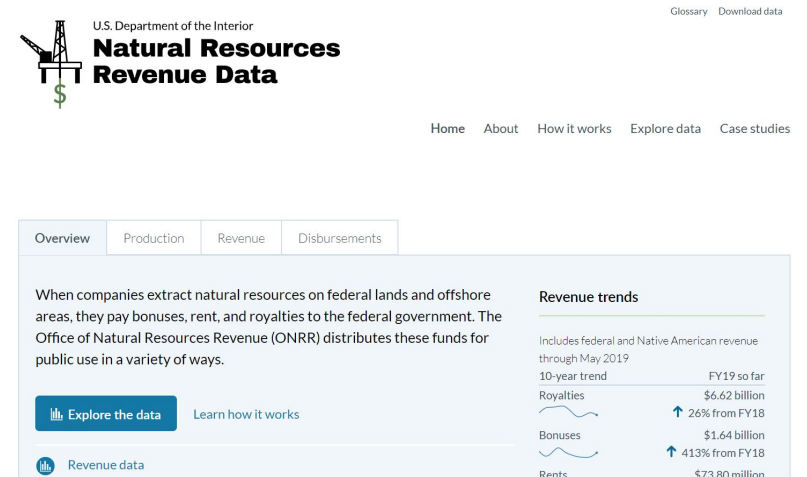 Glossary Download data
U.S. Department of the Interior
Natural Resources
Revenue Data
$
Home About How it works Explore data Case studies
Overview Production Revenue Disbursements
When companies extract natural resources on federal lands and offshore
areas, they pay bonuses, rent, and royalties to the federal government. The
Office of Natural Resources Revenue (ONRR) distributes these funds for
public use in a variety of ways.
Explore the data Learn how it works
Revenue data
Revenue trends
Includes federal and Native American revenue
through May 2019
10-year trend FY19 so far
Royalties $6.62 billion
26% from FY18
Bonuses $1.64 billion
413% from FY18
Rents $73.80 million